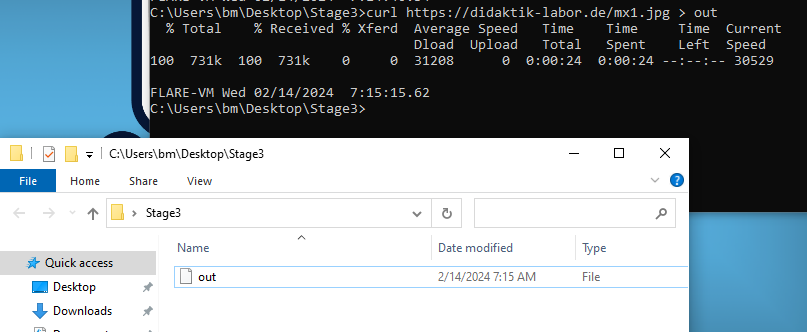 C:\Users\bm\Desktop\Stage3>curl https://didaktik-labor.de/mx1.jpg > out
% Total % Received % Xferd Average Speed Time Time Time Current
Dload Upload Total Spent Left Speed
100 731k 100 731k 0 0 31208 0 0:00:24 0:00:24 --:--:-- 30529
FLARE-VM Wed 02/14/2024 7:15:15.62
C:\Users\bm\Desktop\Stage3>
C:\Users\bm\Desktop\Stage3
File Home Share View
Stage3
Name Date modified Type
Quick access
out 2/14/2024 7:15 AM File
Desktop
Downloads